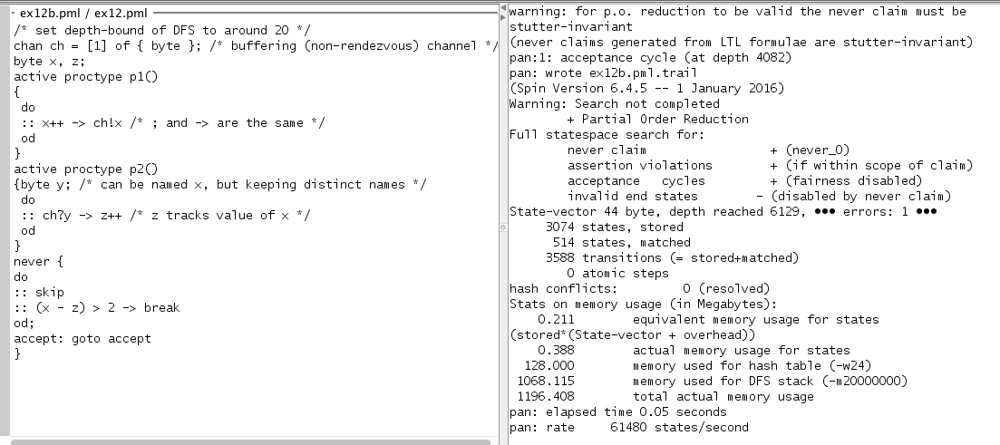 ex12b.pml / ex12.pml
/* set depth-bound of DFS to around 20 */
chan ch = [1] of { byte }; /* buffering (non-rendezvous) channel */
byte x, z;
active proctype p1()
{
 do
 :: x++ -> ch!x /* ; and -> are the same */
 od
}
active proctype p2()
{byte y; /* can be named x, but keeping distinct names */
 do
 :: ch?y -> z++ /* z tracks value of x */
 od
}
never {
do
:: skip
:: (x - z) > 2 -> break
od;
accept: goto accept
}
warning: for p.o. reduction to be valid the never claim must be
stutter-invariant
(never claims generated from LTL formulae are stutter-invariant)
pan:1: acceptance cycle (at depth 4082)
pan: wrote ex12b.pml.trail
(Spin Version 6.4.5 -- 1 January 2016)
Warning: Search not completed
+ Partial Order Reduction
Full statespace search for:
never claim + (never_0)
assertion violations + (if within scope of claim)
acceptance cycles + (fairness disabled)
invalid end states - (disabled by never claim)
State-vector 44 byte, depth reached 6129, ●●● errors: 1 ●●●
3074 states, stored
514 states, matched
3588 transitions (= stored+matched)
0 atomic steps
hash conflicts: 0 (resolved)
Stats on memory usage (in Megabytes):
0.211 equivalent memory usage for states
(stored*(State-vector + overhead))
0.388 actual memory usage for states
128.000 memory used for hash table (-w24)
1068.115 memory used for DFS stack (-m20000000)
1196.408 total actual memory usage
pan: elapsed time 0.05 seconds
pan: rate 61480 states/second